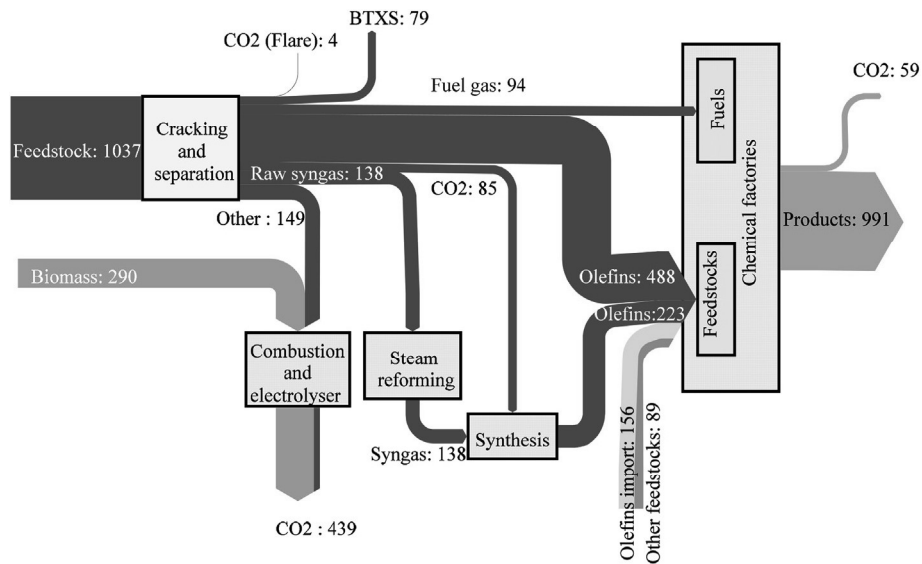 BTXS: 79
CO2 (Flare): 4
CO2: 59
Fuel gas: 94
Fuels
Cracking
and
separation
Feedstock: 1037
Raw syngas: 138
CO2: 85
Other : 149
Chemical factories
Products: 991
Biomass: 290
Olefins: 488
Feedstocks
Olefins:223
Combustion
and
electrolyser
Steam
reforming
Synthesis
Syngas: 138
Olefins import: 156
Other feedstocks: 89
CO2 : 439